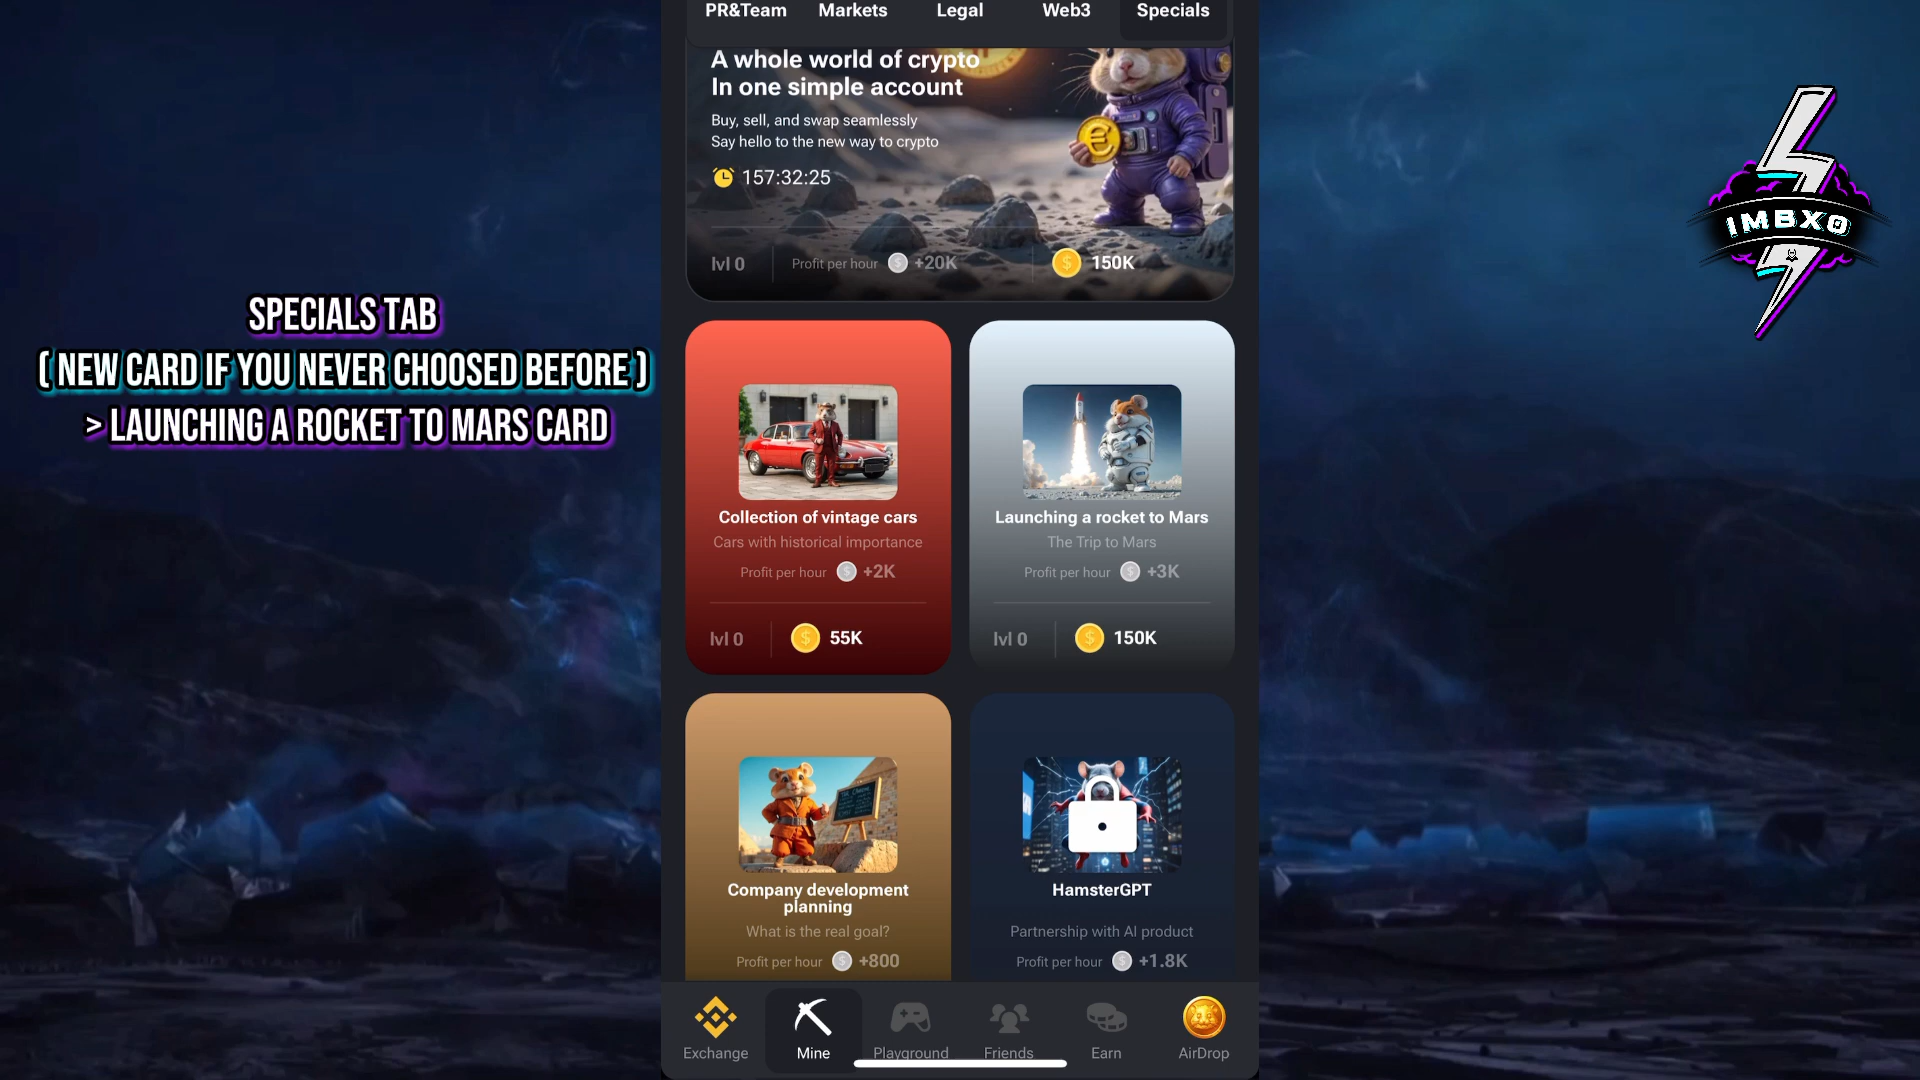 PR&Team Markets Legal Web3 Specials
A whole world of crypto
In one simple account
Buy, sell, and swap seamlessly
Say hello to the new way to crypto
157:32:25
lvl 0 Profit per hour +20K 150K
SPECIALS TAB
( NEW CARD IF YOU NEVER CHOOSED BEFORE )
> LAUNCHING A ROCKET TO MARS CARD
IMBXO
Collection of vintage cars
Cars with historical importance
Profit per hour +2K
lvl 0 55K
Launching a rocket to Mars
The Trip to Mars
Profit per hour +3K
lvl 0 150K
Company development
planning
What is the real goal?
Profit per hour +800
HamsterGPT
Partnership with AI product
Profit per hour +1.8K
Exchange Mine Playground Friends Earn AirDrop